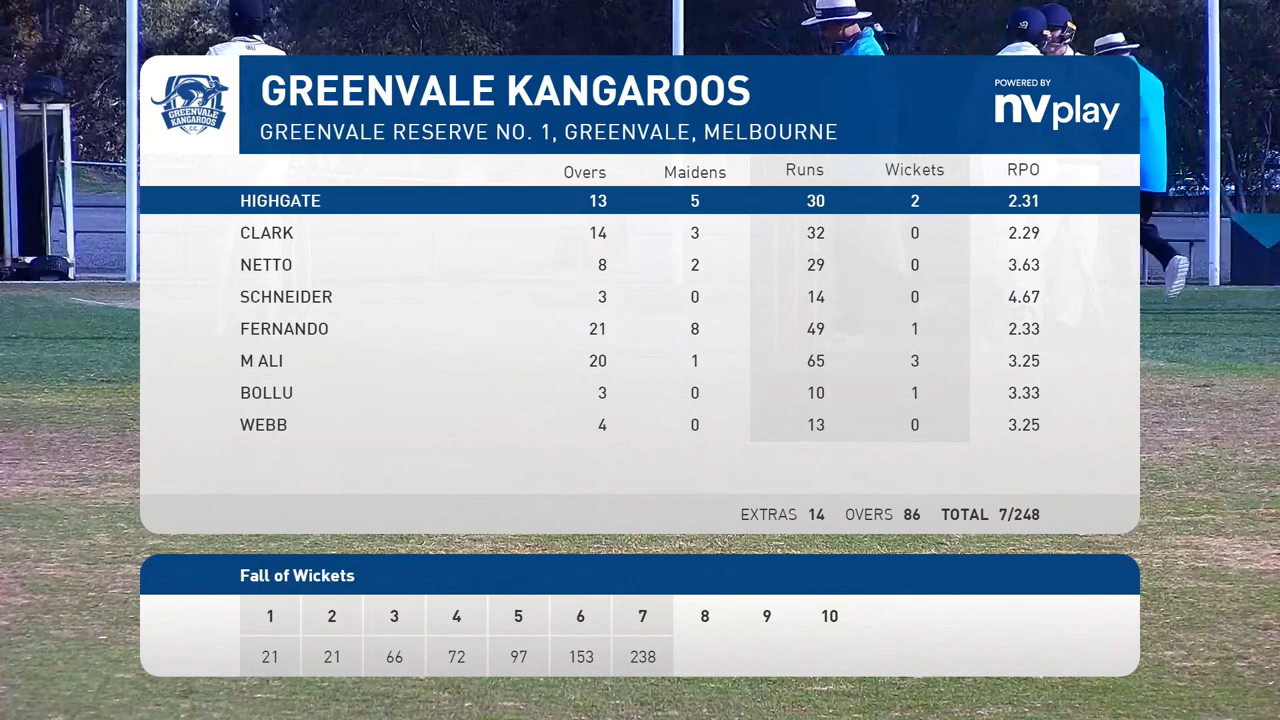 GREENVALE KANGAROOS
GREENVALE RESERVE NO. 1, GREENVALE, MELBOURNE
GREENVALE
KANGAROOS
C.C.
POWERED BY
nvplay
Overs Maidens Runs Wickets RPO
HIGHGATE 13 5 30 2 2.31
CLARK 14 3 32 0 2.29
NETTO 8 2 29 0 3.63
SCHNEIDER 3 0 14 0 4.67
FERNANDO 21 8 49 1 2.33
M ALI 20 1 65 3 3.25
BOLLU 3 0 10 1 3.33
WEBB 4 0 13 0 3.25
EXTRAS 14 OVERS 86 TOTAL 7/248
Fall of Wickets
1 2 3 4 5 6 7 8 9 10
21 21 66 72 97 153 238